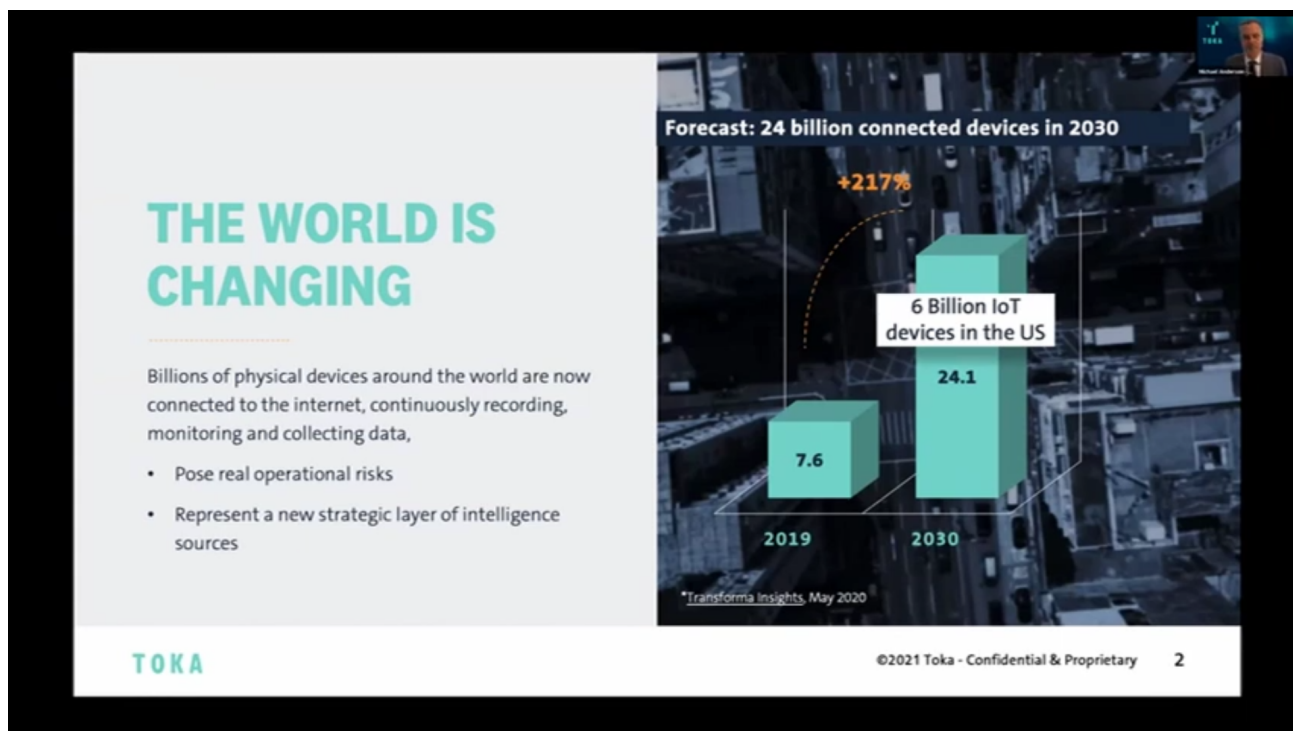 TOKA
Michael Anderson
Forecast: 24 billion connected devices in 2030
+217%
THE WORLD IS
CHANGING
6 Billion IoT
devices in the US
Billions of physical devices around the world are now
connected to the internet, continuously recording,
monitoring and collecting data,
• Pose real operational risks
• Represent a new strategic layer of intelligence
sources
24.1
7.6
2019
2030
*Transforma Insights, May 2020
TOKA
©2021 Toka - Confidential & Proprietary
2